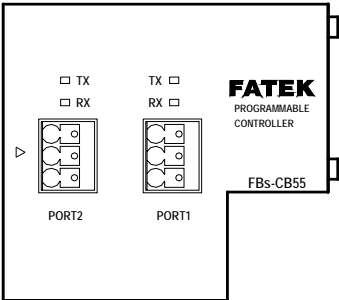 TX TX
RX RX
FATEK
PROGRAMMABLE
CONTROLLER
FBs-CB55
PORT2 PORT1